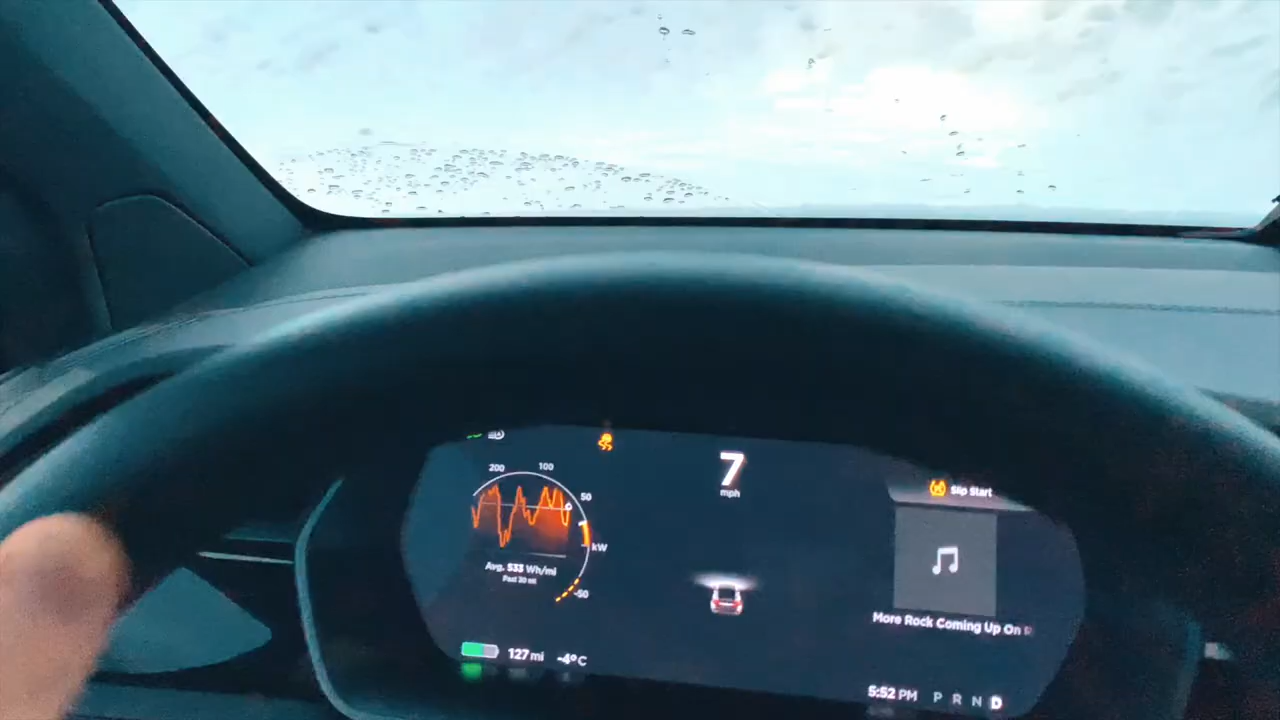 200
100
50
kW
-50
Avg. 533 Wh/mi
Past 30 mi
127 mi
-4°C
7
mph
Slip Start
More Rock Coming Up On
5:52 PM
P R N D